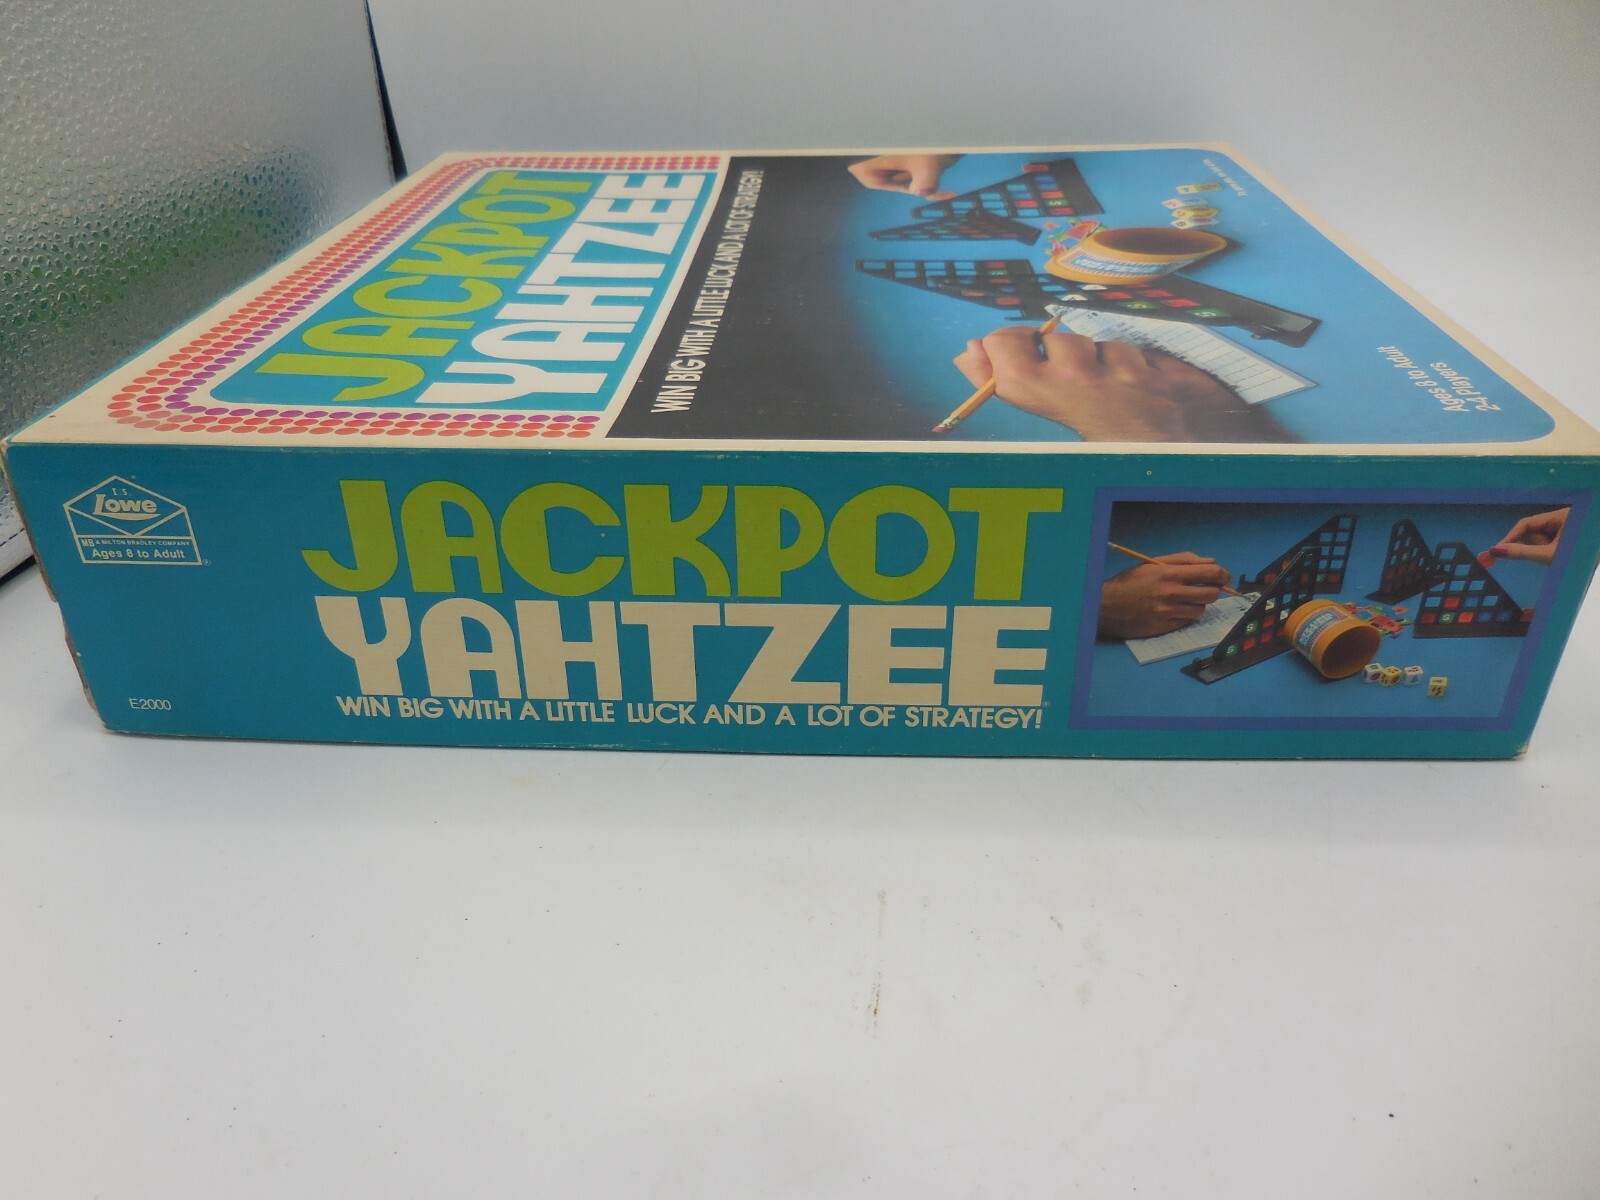 JACKPOT
YAHTZEE
WIN BIG WITH A LITTLE LUCK AND A LOT OF STRATEGY!
Ages 8 to Adult
2-4 Players
E.S.
Lowe
MB A MILTON BRADLEY COMPANY
Ages 8 to Adult
E2000
JACKPOT
YAHTZEE
WIN BIG WITH A LITTLE LUCK AND A LOT OF STRATEGY!